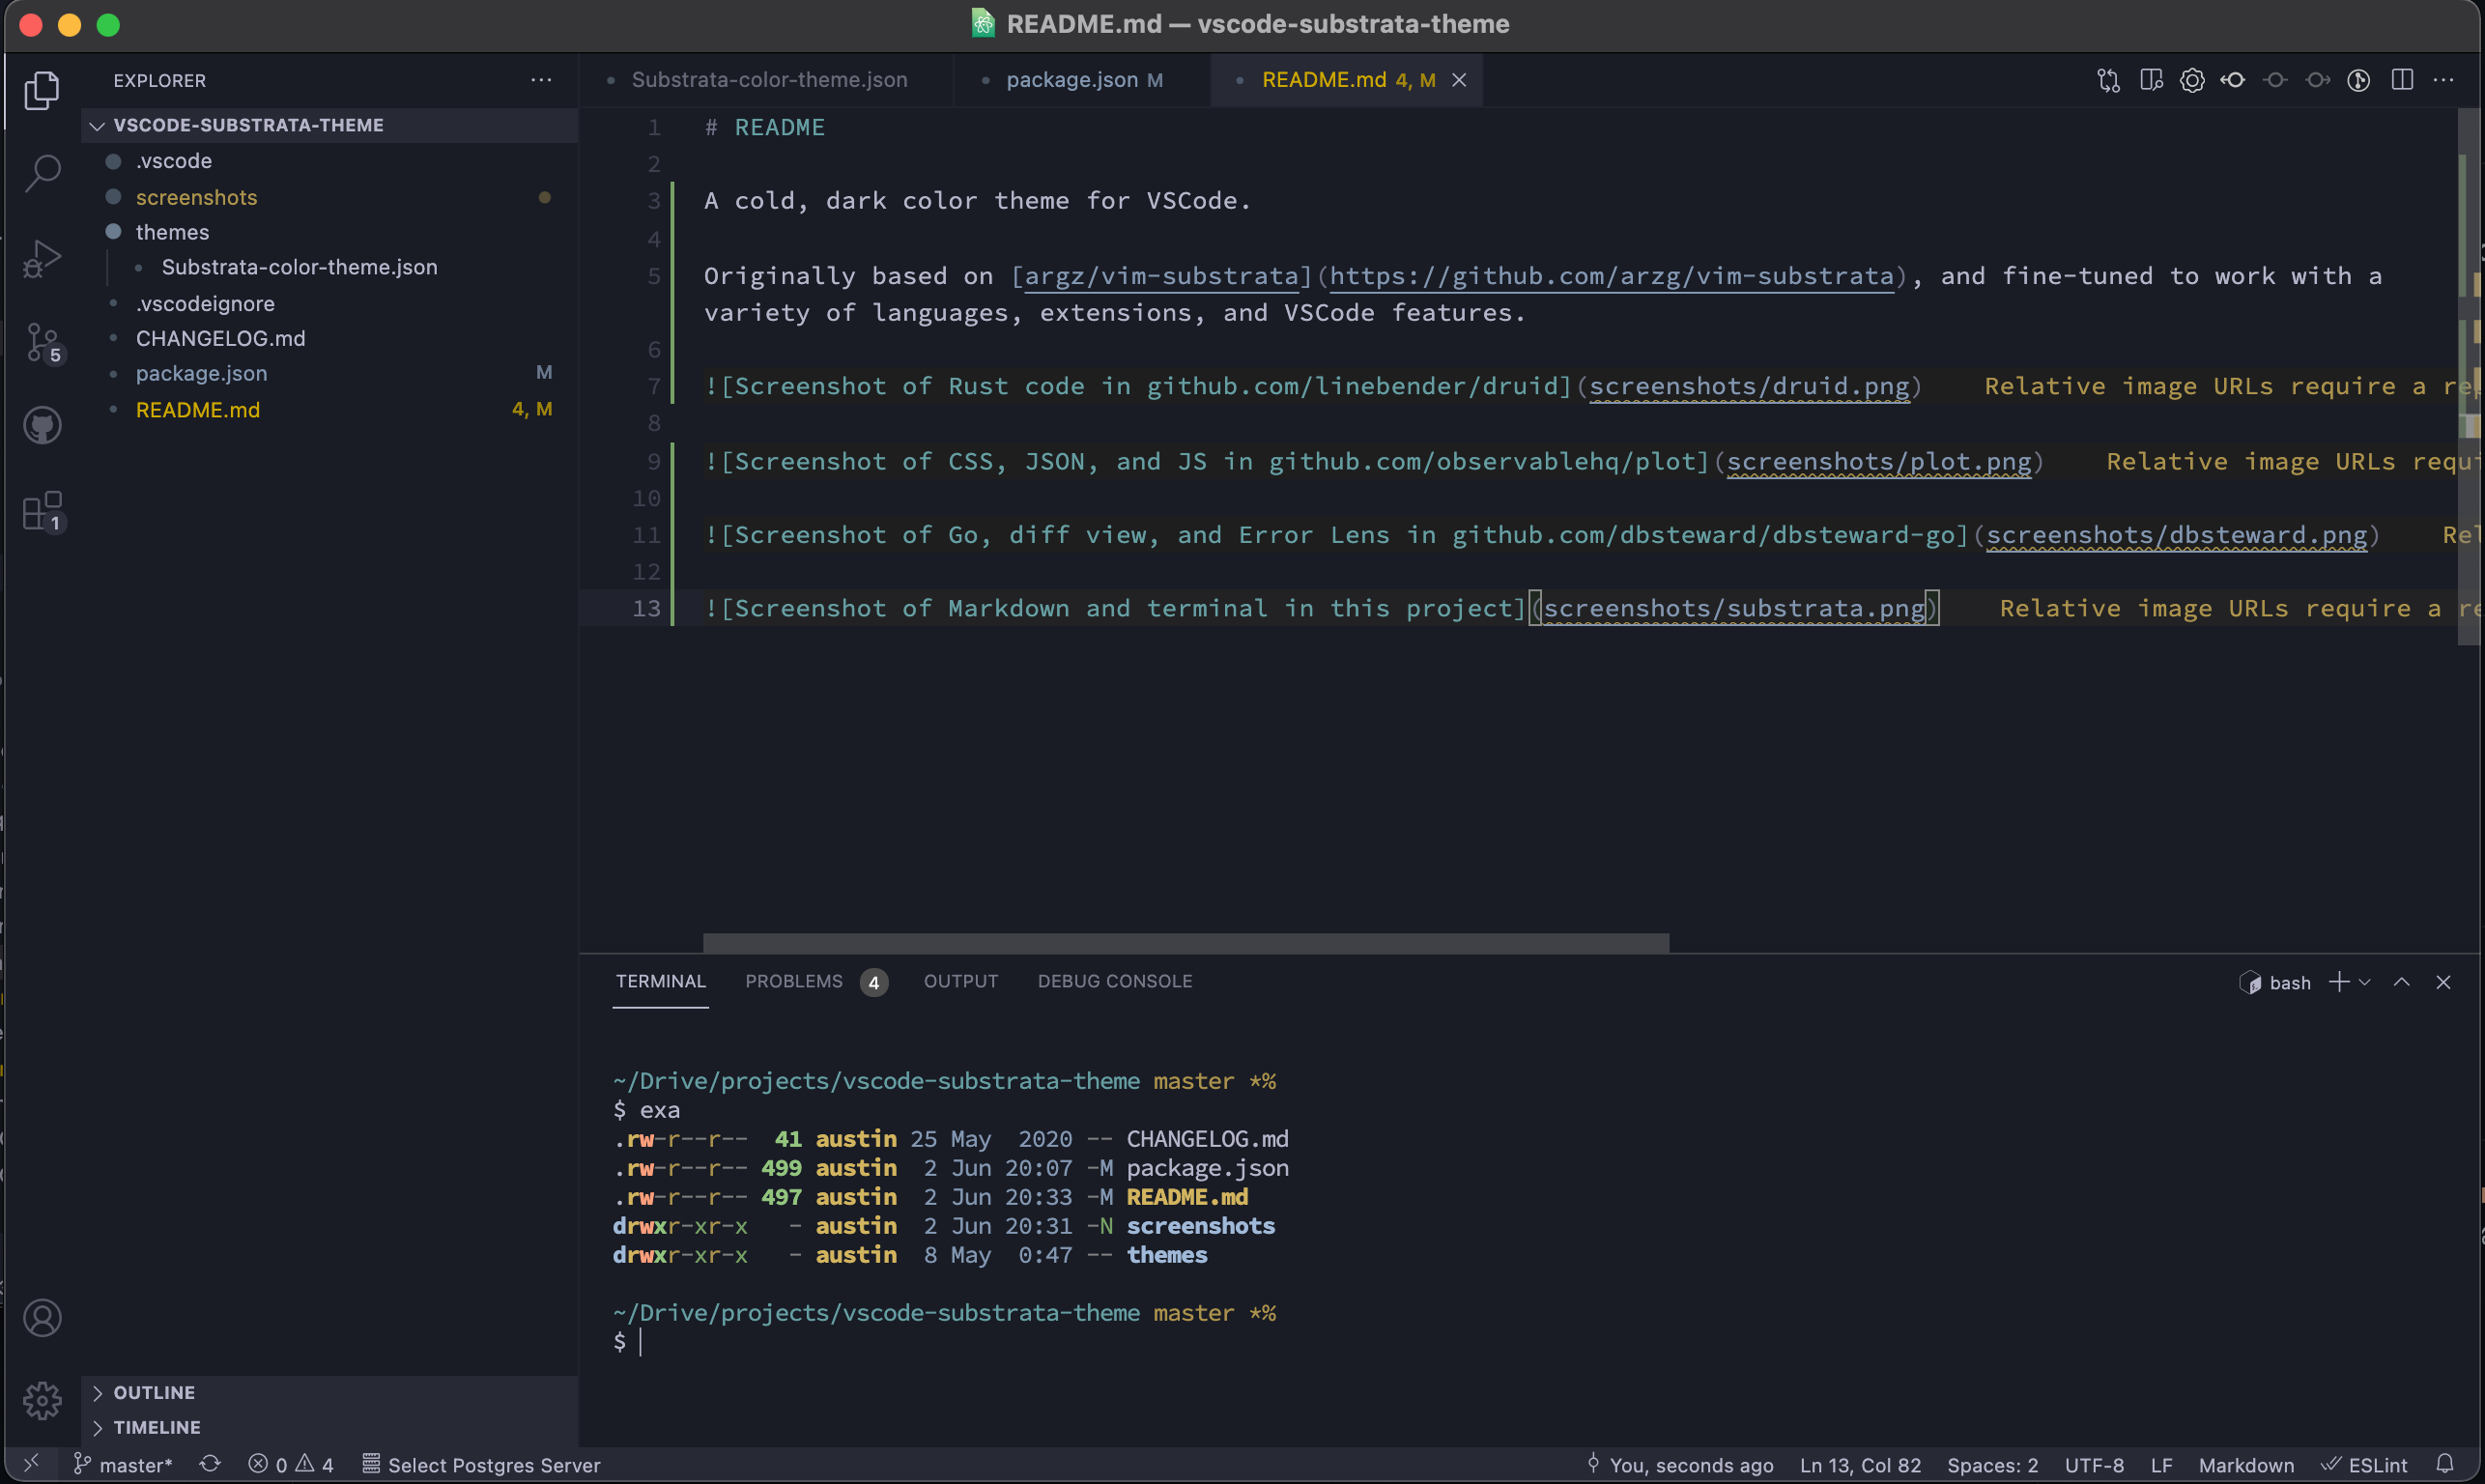 README.md — vscode-substrata-theme
EXPLORER
VSCODE-SUBSTRATA-THEME
.vscode
screenshots
themes
Substrata-color-theme.json
.vscodeignore
CHANGELOG.md
package.json M
README.md 4, M
5
1
OUTLINE
TIMELINE
Substrata-color-theme.json package.json M README.md 4, M
1 # README
2
3 A cold, dark color theme for VSCode.
4
5 Originally based on [argz/vim-substrata](https://github.com/arzg/vim-substrata), and fine-tuned to work with a
variety of languages, extensions, and VSCode features.
6
7 ![Screenshot of Rust code in github.com/linebender/druid](screenshots/druid.png) Relative image URLs require a rep
8
9 ![Screenshot of CSS, JSON, and JS in github.com/observablehq/plot](screenshots/plot.png) Relative image URLs requi
10
11 ![Screenshot of Go, diff view, and Error Lens in github.com/dbsteward/dbsteward-go](screenshots/dbsteward.png) Rel
12
13 ![Screenshot of Markdown and terminal in this project](screenshots/substrata.png) Relative image URLs require a re
TERMINAL PROBLEMS 4 OUTPUT DEBUG CONSOLE bash
~/Drive/projects/vscode-substrata-theme master *%
$ exa
.rw-r--r-- 41 austin 25 May 2020 -- CHANGELOG.md
.rw-r--r-- 499 austin 2 Jun 20:07 -M package.json
.rw-r--r-- 497 austin 2 Jun 20:33 -M README.md
drwxr-xr-x - austin 2 Jun 20:31 -N screenshots
drwxr-xr-x - austin 8 May 0:47 -- themes
~/Drive/projects/vscode-substrata-theme master *%
$
master* 0 4 Select Postgres Server You, seconds ago Ln 13, Col 82 Spaces: 2 UTF-8 LF Markdown ESLint